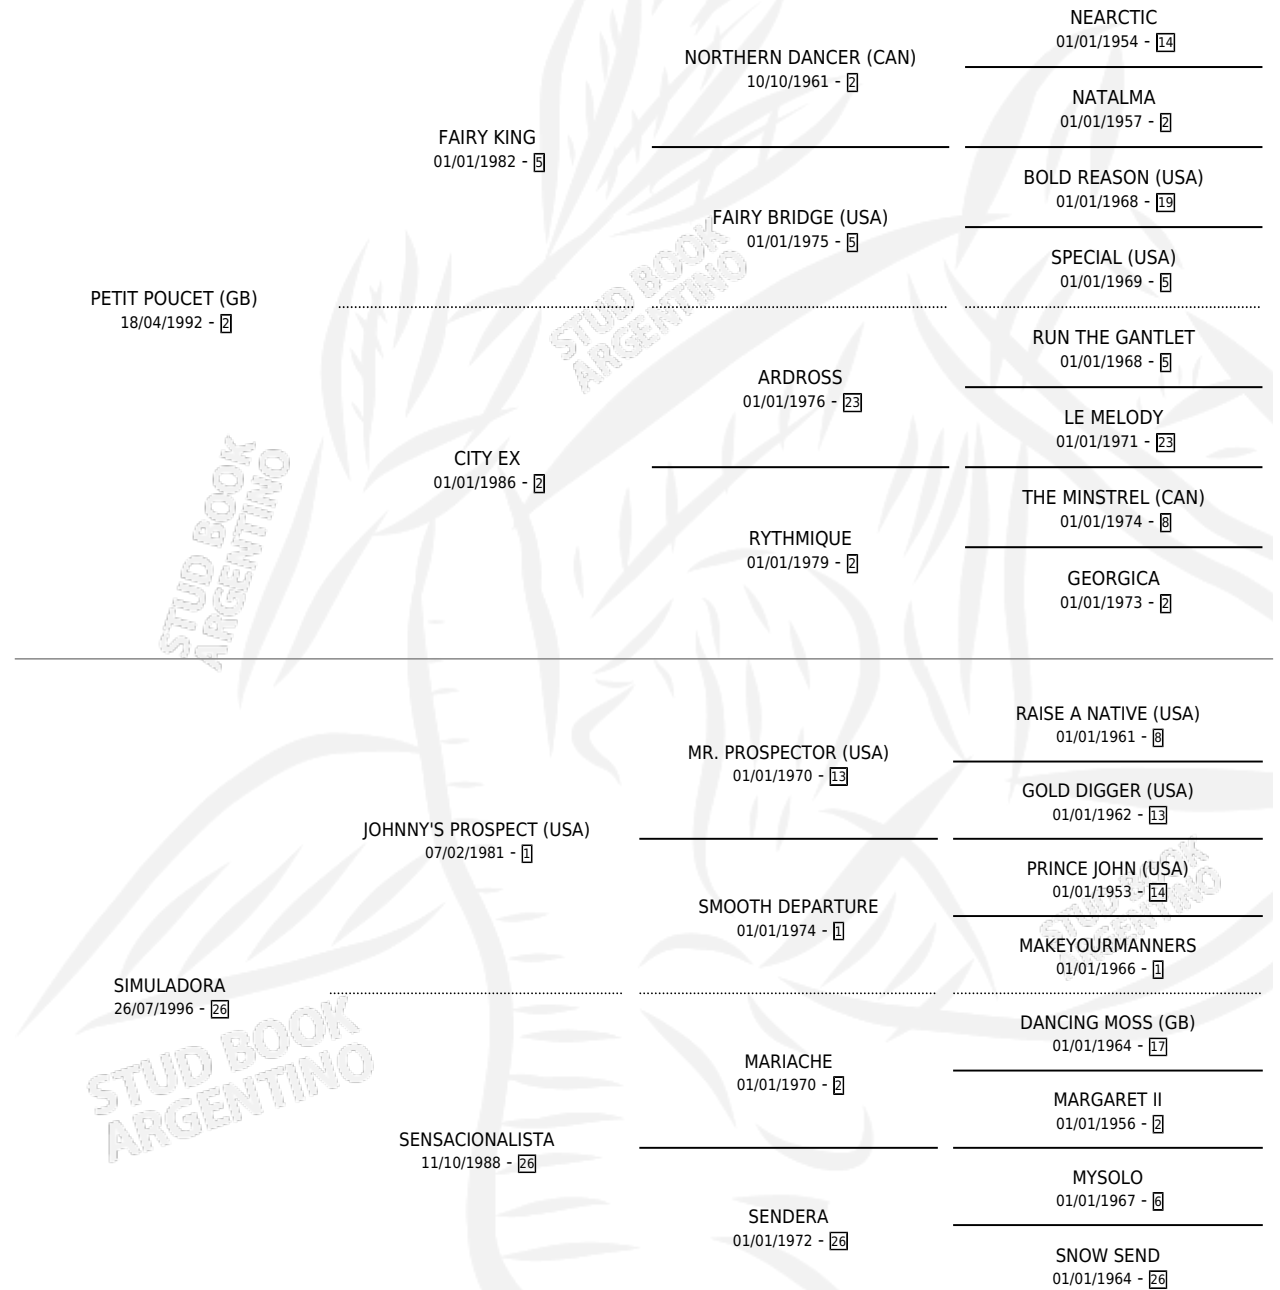 NEARCTIC
01/01/1954 - 14
NORTHERN DANCER (CAN)
10/10/1961 - 2
NATALMA
01/01/1957 - 2
FAIRY KING
01/01/1982 - 5
BOLD REASON (USA)
01/01/1968 - 19
FAIRY BRIDGE (USA)
01/01/1975 - 5
SPECIAL (USA)
01/01/1969 - 5
STUD BOOK
ARGENTINO
PETIT POUCET (GB)
18/04/1992 - 2
RUN THE GANTLET
01/01/1968 - 5
ARDROSS
01/01/1976 - 23
LE MELODY
01/01/1971 - 23
CITY EX
01/01/1986 - 2
THE MINSTREL (CAN)
01/01/1974 - 8
RYTHMIQUE
01/01/1979 - 2
GEORGICA
01/01/1973 - 2
STUD BOOK
ARGENTINO
RAISE A NATIVE (USA)
01/01/1961 - 8
MR. PROSPECTOR (USA)
01/01/1970 - 13
GOLD DIGGER (USA)
01/01/1962 - 13
JOHNNY'S PROSPECT (USA)
07/02/1981 - 1
PRINCE JOHN (USA)
01/01/1953 - 14
SMOOTH DEPARTURE
01/01/1974 - 1
MAKEYOURMANNERS
01/01/1966 - 1
STUD BOOK
ARGENTINO
SIMULADORA
26/07/1996 - 26
DANCING MOSS (GB)
01/01/1964 - 17
MARIACHE
01/01/1970 - 2
MARGARET II
01/01/1956 - 2
STUD BOOK
ARGENTINO
SENSACIONALISTA
11/10/1988 - 26
MYSOLO
01/01/1967 - 6
SENDERA
01/01/1972 - 26
SNOW SEND
01/01/1964 - 26